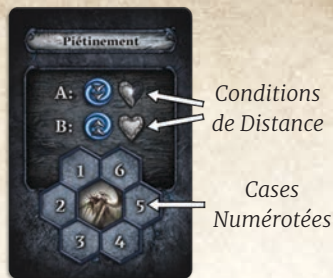 Piétinement
A:
B:
Conditions
de Distance
1 6
2 5
3 4
Cases
Numérotées